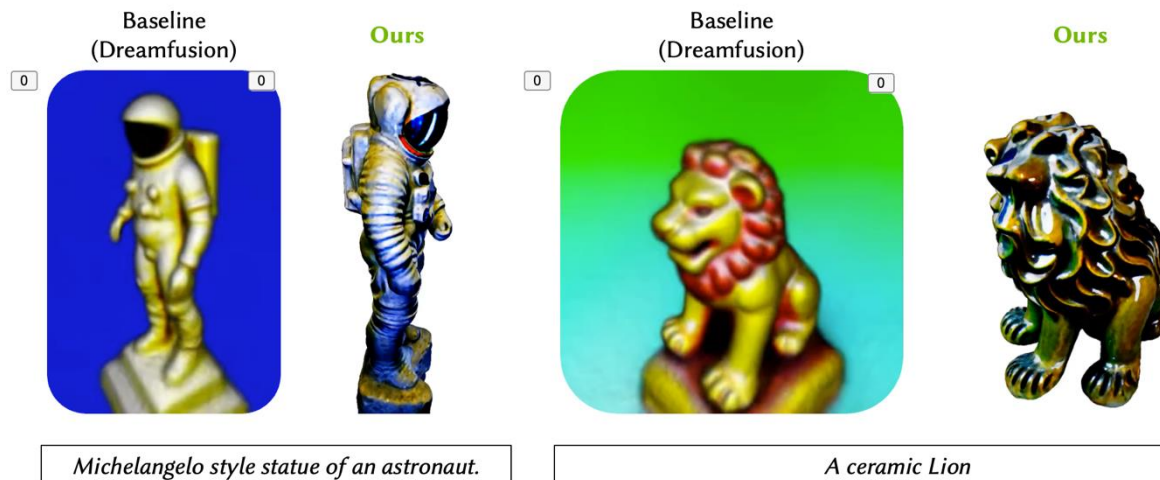 Baseline
(Dreamfusion)
Ours
Baseline
(Dreamfusion)
Ours
0
0
0
0
Michelangelo style statue of an astronaut.
A ceramic Lion